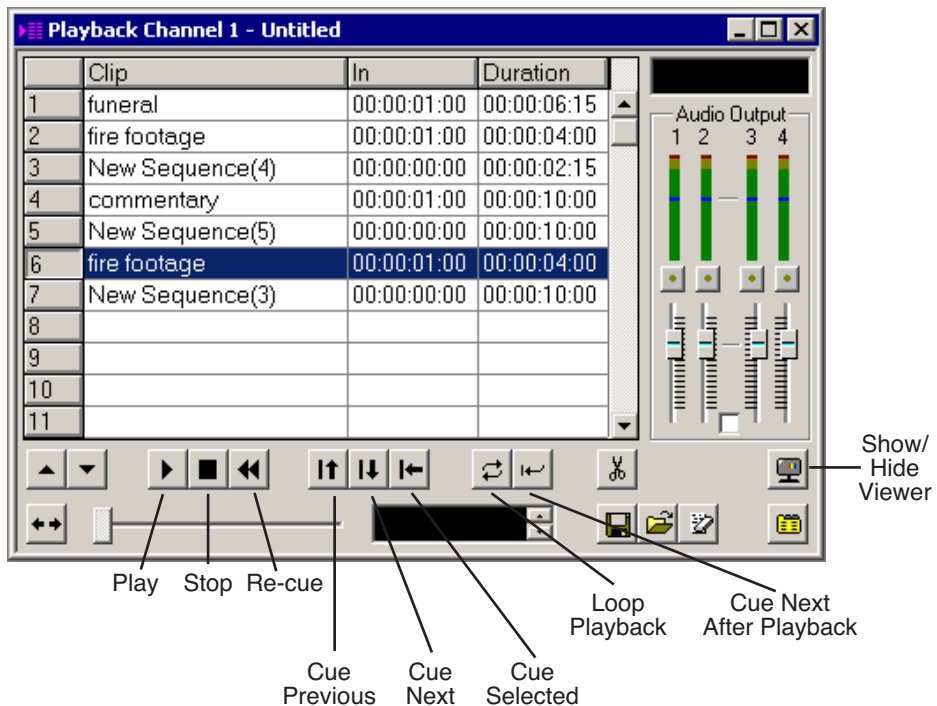 Playback Channel 1 - Untitled
Clip In Duration
1 funeral 00:00:01:00 00:00:06:15
2 fire footage 00:00:01:00 00:00:04:00
3 New Sequence(4) 00:00:00:00 00:00:02:15
4 commentary 00:00:01:00 00:00:10:00
5 New Sequence(5) 00:00:00:00 00:00:10:00
6 fire footage 00:00:01:00 00:00:04:00
7 New Sequence(3) 00:00:00:00 00:00:10:00
8
9
10
11
Audio Output
1 2 3 4
Show/
Hide
Viewer
Play Stop Re-cue
Loop
Playback
Cue Next
After Playback
Cue
Previous
Cue
Next
Cue
Selected